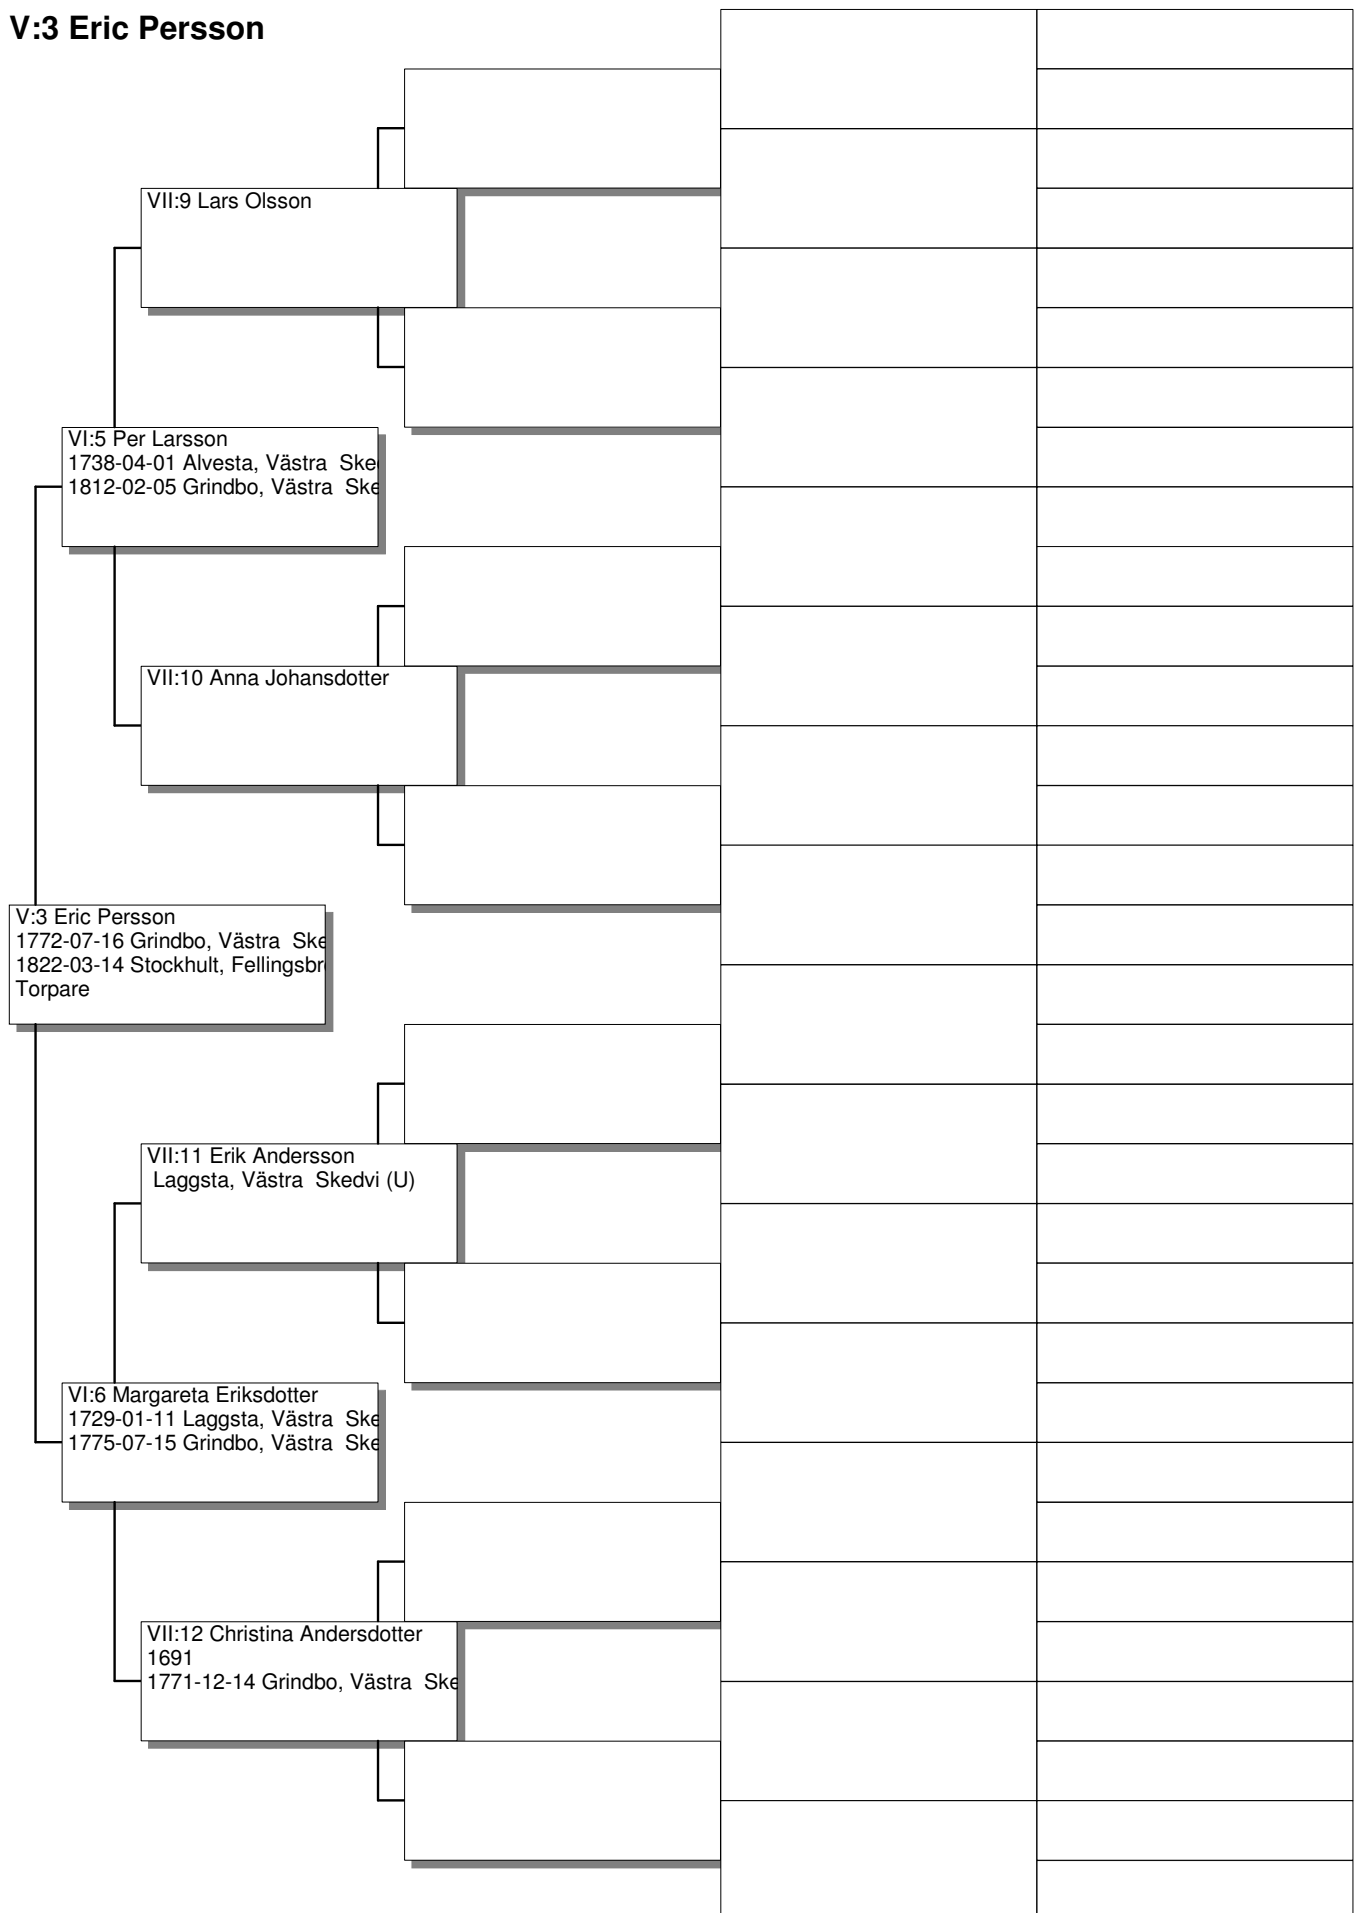 V:3 Eric Persson
VII:9 Lars Olsson
VI:5 Per Larsson
1738-04-01 Alvesta, Västra  Ske
1812-02-05 Grindbo, Västra  Ske
VII:10 Anna Johansdotter
V:3 Eric Persson
1772-07-16 Grindbo, Västra  Ske
1822-03-14 Stockhult, Fellingsbr
Torpare
VII:11 Erik Andersson
Laggsta, Västra  Skedvi (U)
VI:6 Margareta Eriksdotter
1729-01-11 Laggsta, Västra  Ske
1775-07-15 Grindbo, Västra  Ske
VII:12 Christina Andersdotter
1691
1771-12-14 Grindbo, Västra  Ske